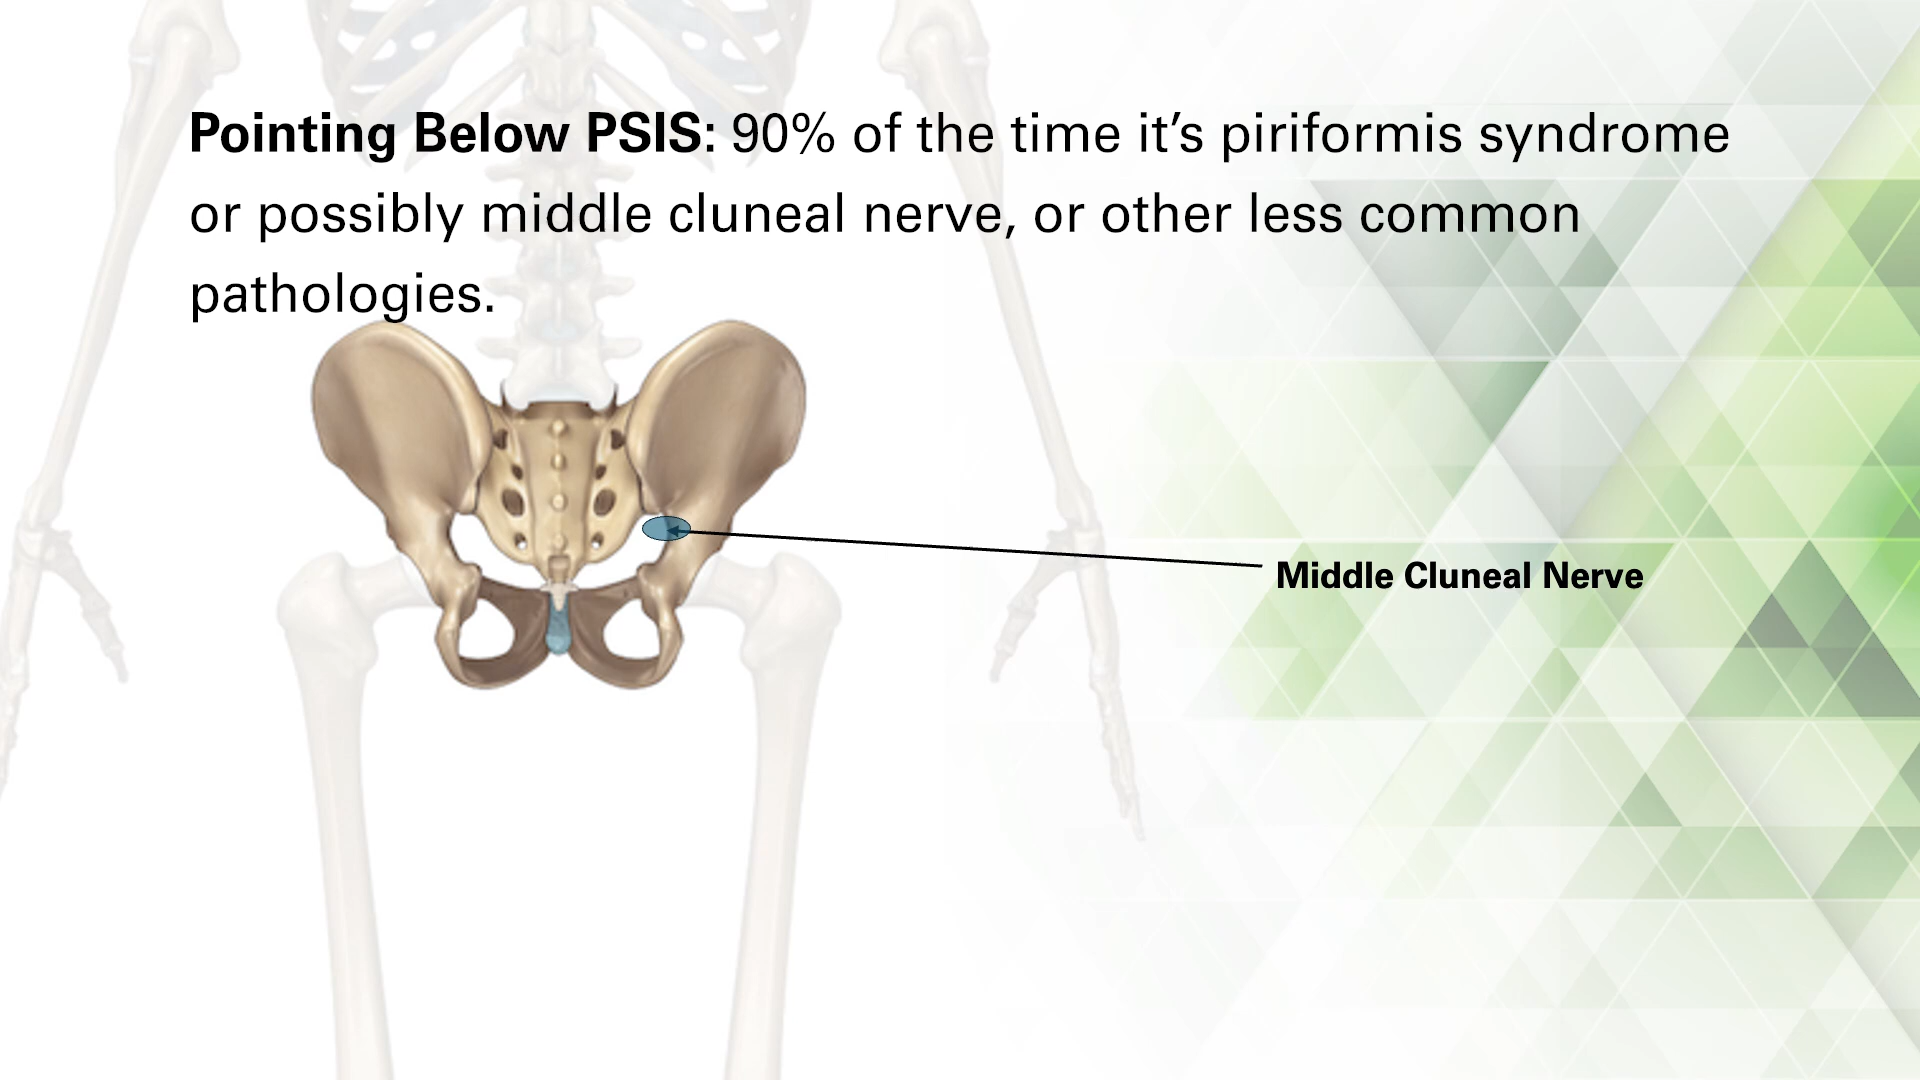 Pointing Below PSIS: 90% of the time it’s piriformis syndrome
or possibly middle cluneal nerve, or other less common
pathologies.
Middle Cluneal Nerve